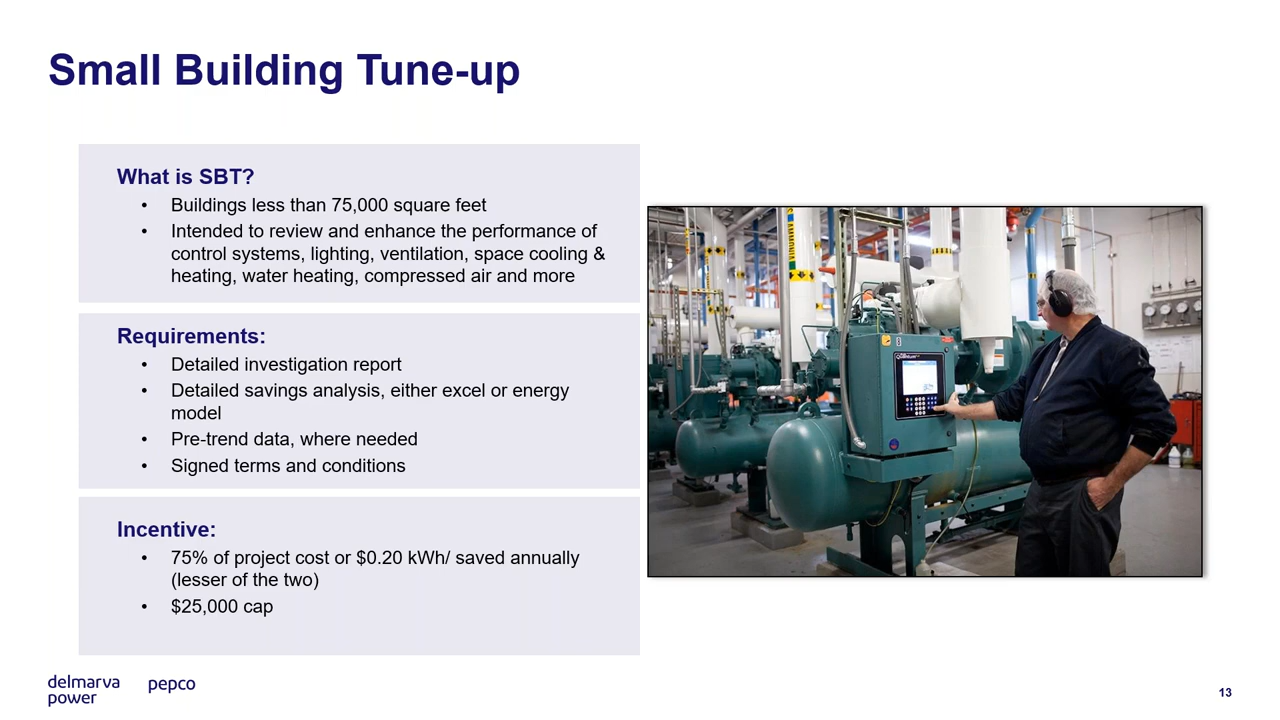 Small Building Tune-up
What is SBT?
• Buildings less than 75,000 square feet
• Intended to review and enhance the performance of
control systems, lighting, ventilation, space cooling &
heating, water heating, compressed air and more
Requirements:
• Detailed investigation report
• Detailed savings analysis, either excel or energy
model
• Pre-trend data, where needed
• Signed terms and conditions
Incentive:
• 75% of project cost or $0.20 kWh/ saved annually
(lesser of the two)
• $25,000 cap
delmarva
power
pepco
13